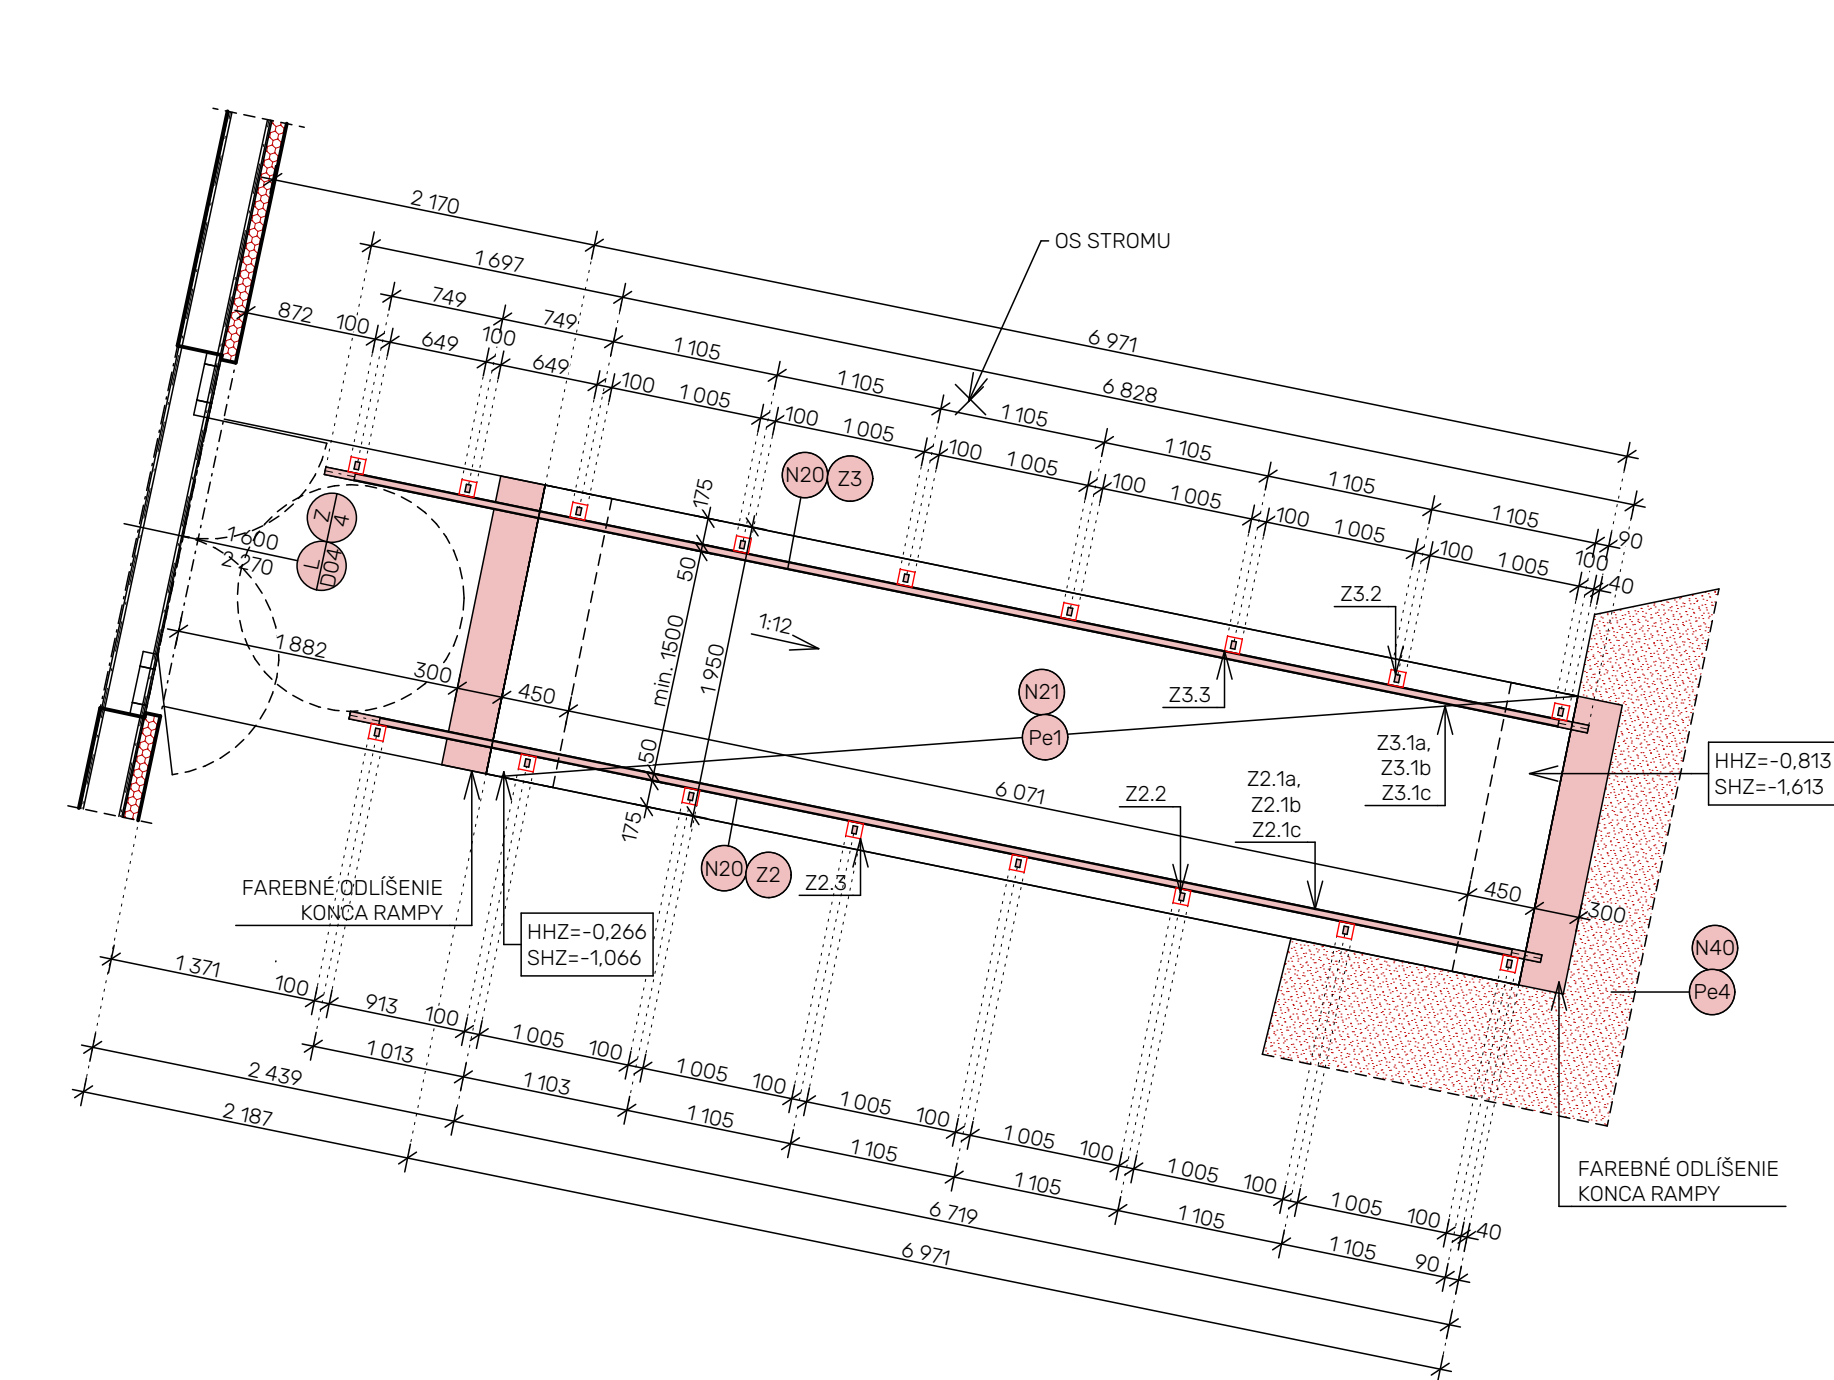 2 170
OS STROMU
1 697
6 971
749
749
6 828
872
100
649
100
649
1 105
1 105
1 105
1 105
1 105
1 105
100
1 005
100
1 005
100
1 005
100
1 005
100
1 005
100
1 005
100
90
40
175
N20
Z3
Z
4
L
D04
1 600
2 270
50
min. 1500
1 950
1:12
Z3.2
Z3.3
N21
Pe1
1 882
300
450
Z3.1a,
Z3.1b
Z3.1c
HHZ=-0,813
SHZ=-1,613
50
175
6 071
Z2.2
Z2.1a,
Z2.1b
Z2.1c
N20
Z2
Z2.3
450
300
FAREBNÉ ODLÍŠENIE
KONCA RAMPY
HHZ=-0,266
SHZ=-1,066
N40
Pe4
1 371
100
913
100
1 005
100
1 005
100
1 005
100
1 005
100
1 005
100
1 005
100
40
1 013
1 103
1 105
1 105
1 105
1 105
1 105
90
2 439
6 719
2 187
6 971
FAREBNÉ ODLÍŠENIE
KONCA RAMPY